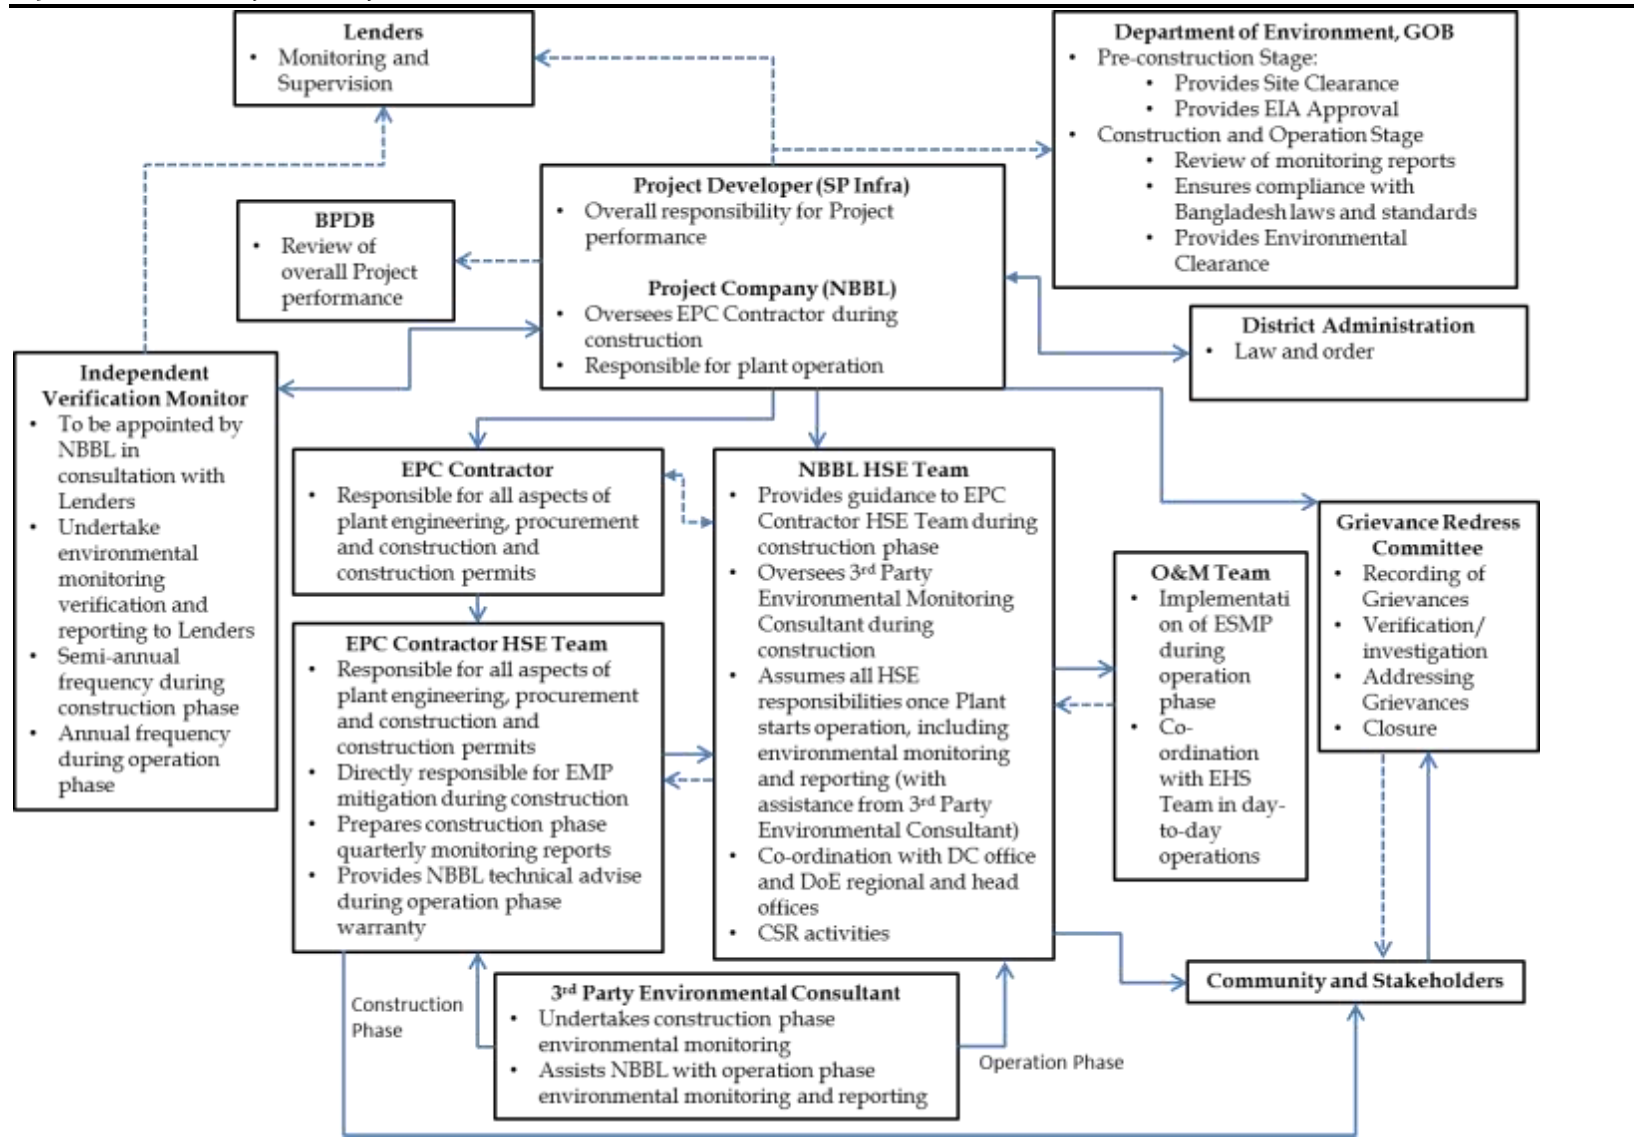 Lenders
• Monitoring and
Supervision
Department of Environment, GOB
• Pre-construction Stage:
• Provides Site Clearance
• Provides EIA Approval
• Construction and Operation Stage
• Review of monitoring reports
• Ensures compliance with
Bangladesh laws and standards
• Provides Environmental
Clearance
Project Developer (SP Infra)
• Overall responsibility for Project
performance
Project Company (NBBL)
• Oversees EPC Contractor during
construction
• Responsible for plant operation
BPDB
• Review of
overall Project
performance
District Administration
• Law and order
Independent
Verification Monitor
• To be appointed by
NBBL in
consultation with
Lenders
• Undertake
environmental
monitoring
verification and
reporting to Lenders
• Semi-annual
frequency during
construction phase
• Annual frequency
during operation
phase
EPC Contractor
• Responsible for all aspects of
plant engineering, procurement
and construction and
construction permits
EPC Contractor HSE Team
• Responsible for all aspects of
plant engineering, procurement
and construction and
construction permits
• Directly responsible for EMP
mitigation during construction
• Prepares construction phase
quarterly monitoring reports
• Provides NBBL technical advise
during operation phase
warranty
NBBL HSE Team
• Provides guidance to EPC
Contractor HSE Team during
construction phase
• Oversees 3rd Party
Environmental Monitoring
Consultant during
construction
• Assumes all HSE
responsibilities once Plant
starts operation, including
environmental monitoring
and reporting (with
assistance from 3rd Party
Environmental Consultant)
• Co-ordination with DC office
and DoE regional and head
offices
• CSR activities
O&M Team
• Implementati
on of ESMP
during
operation
phase
• Co-
ordination
with EHS
Team in day-
to-day
operations
Grievance Redress
Committee
• Recording of
Grievances
• Verification/
investigation
• Addressing
Grievances
• Closure
Community and Stakeholders
Construction
Phase
3rd Party Environmental Consultant
• Undertakes construction phase
environmental monitoring
• Assists NBBL with operation phase
environmental monitoring and reporting
Operation Phase